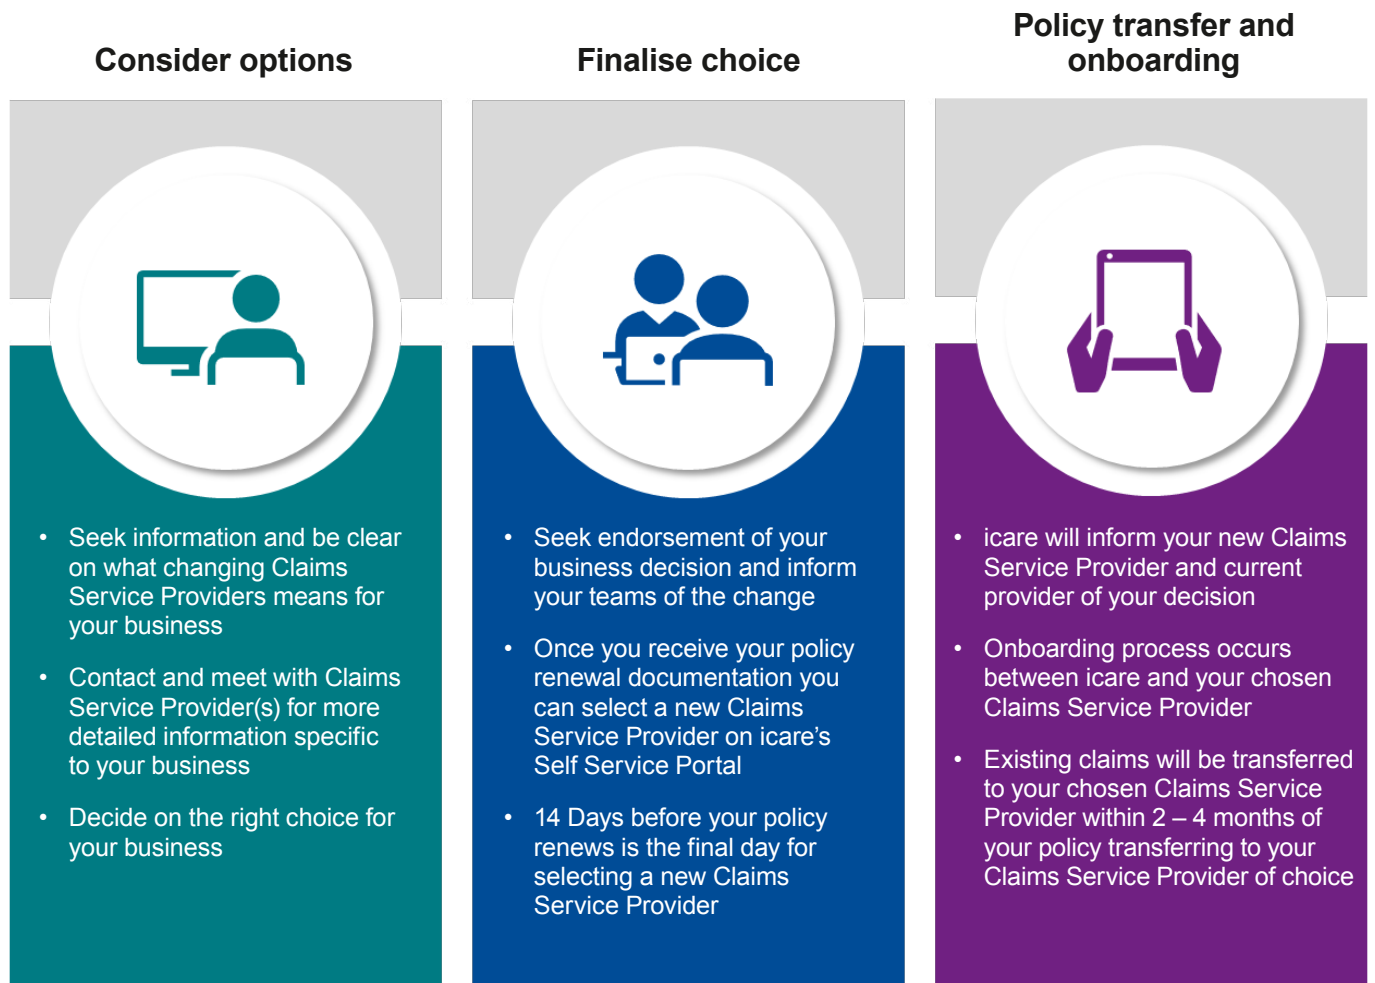 Consider options
• Seek information and be clear
on what changing Claims
Service Providers means for
your business
• Contact and meet with Claims
Service Provider(s) for more
detailed information specific
to your business
• Decide on the right choice for
your business
Finalise choice
• Seek endorsement of your
business decision and inform
your teams of the change
• Once you receive your policy
renewal documentation you
can select a new Claims
Service Provider on icare’s
Self Service Portal
• 14 Days before your policy
renews is the final day for
selecting a new Claims
Service Provider
Policy transfer and
onboarding
• icare will inform your new Claims
Service Provider and current
provider of your decision
• Onboarding process occurs
between icare and your chosen
Claims Service Provider
• Existing claims will be transferred
to your chosen Claims Service
Provider within 2 – 4 months of
your policy transferring to your
Claims Service Provider of choice